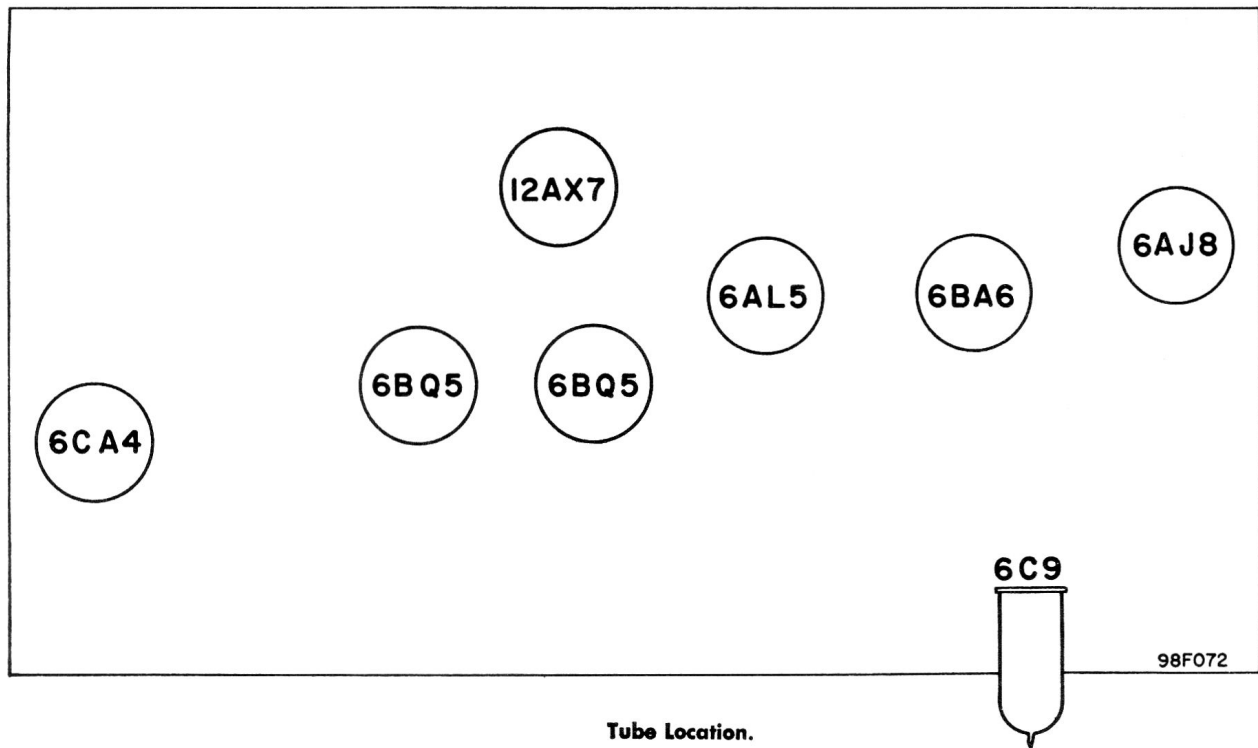 12AX7
6AJ8
6AL5
6BA6
6BQ5
6BQ5
6CA4
6C9
98F072
Tube Location.